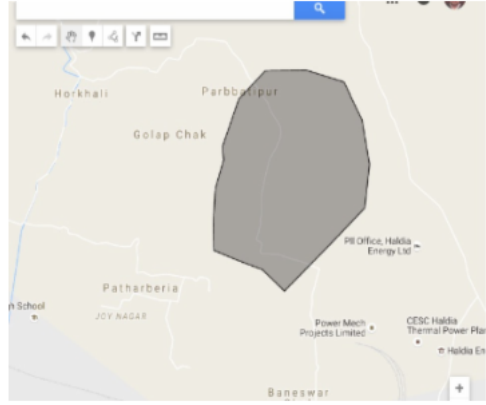 Horkhali
Parbbatipur
Golap Chak
PII Office, Haldia
Energy Ltd
Patharberia
JOY NAGAR
School
Power Mech
Projects Limited
CESC Haldia
Thermal Power Plan
Haldia En
Baneswar